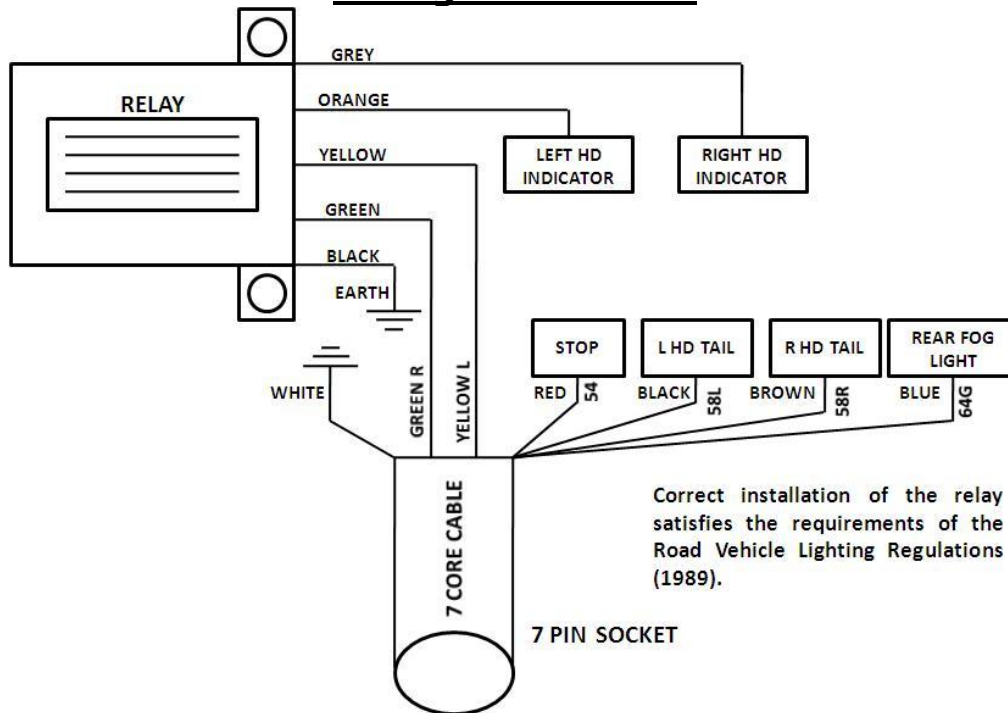 GREY
RELAY
ORANGE
YELLOW
LEFT HD
INDICATOR
RIGHT HD
INDICATOR
GREEN
BLACK
EARTH
WHITE
GREEN R
YELLOW L
STOP
L HD TAIL
R HD TAIL
REAR FOG
LIGHT
RED
54
BLACK
58L
BROWN
58R
BLUE
64G
7 CORE CABLE
Correct installation of the relay
satisfies the requirements of the
Road Vehicle Lighting Regulations
(1989).
7 PIN SOCKET